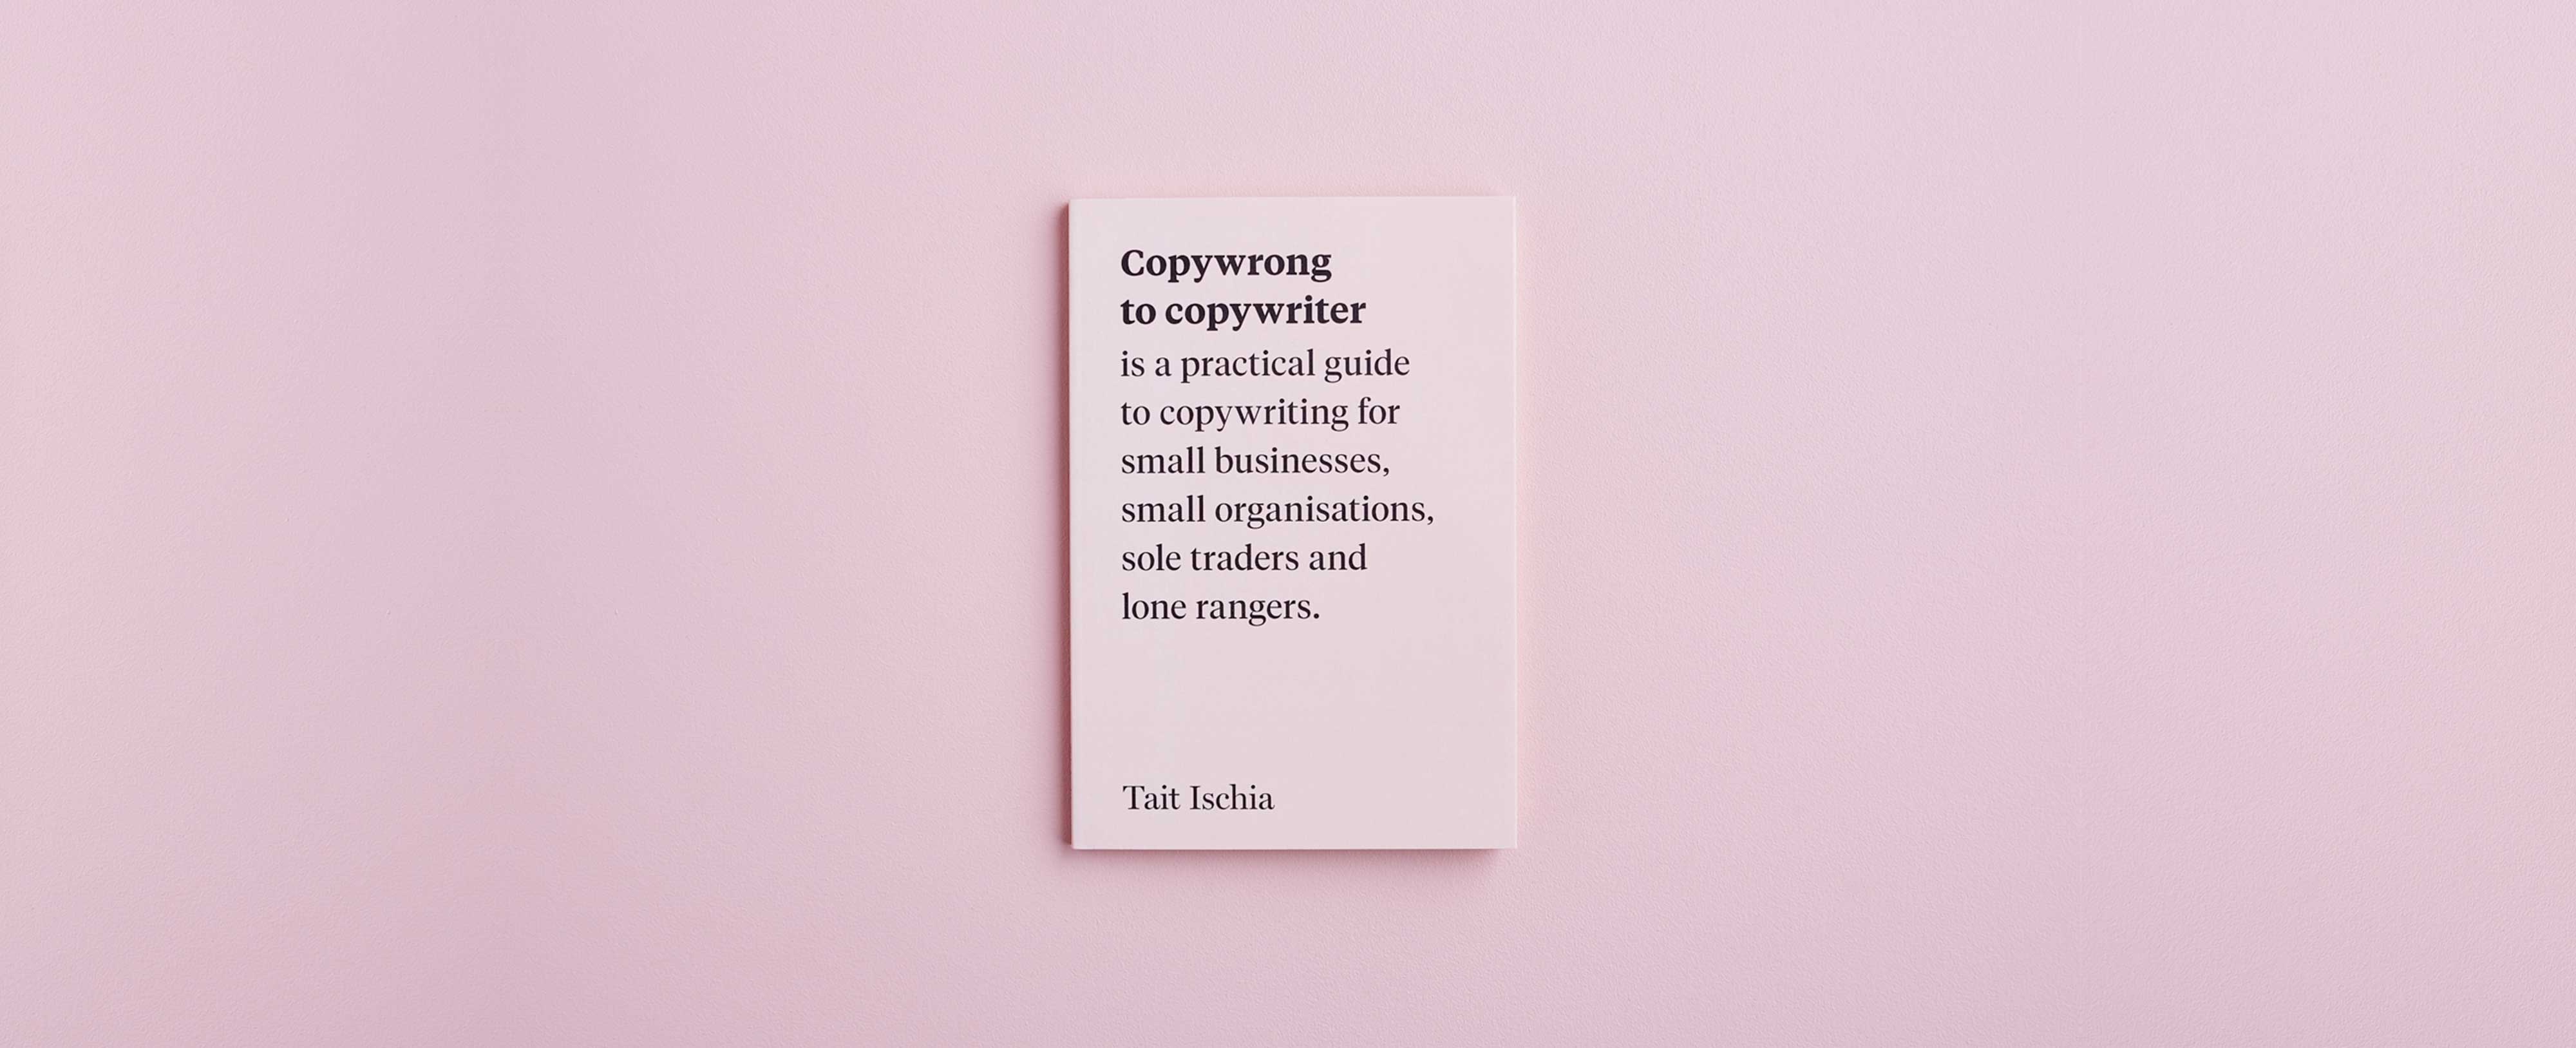 Copywrong
to copywriter
is a practical guide
to copywriting for
small businesses,
small organisations,
sole traders and
lone rangers.
Tait Ischia